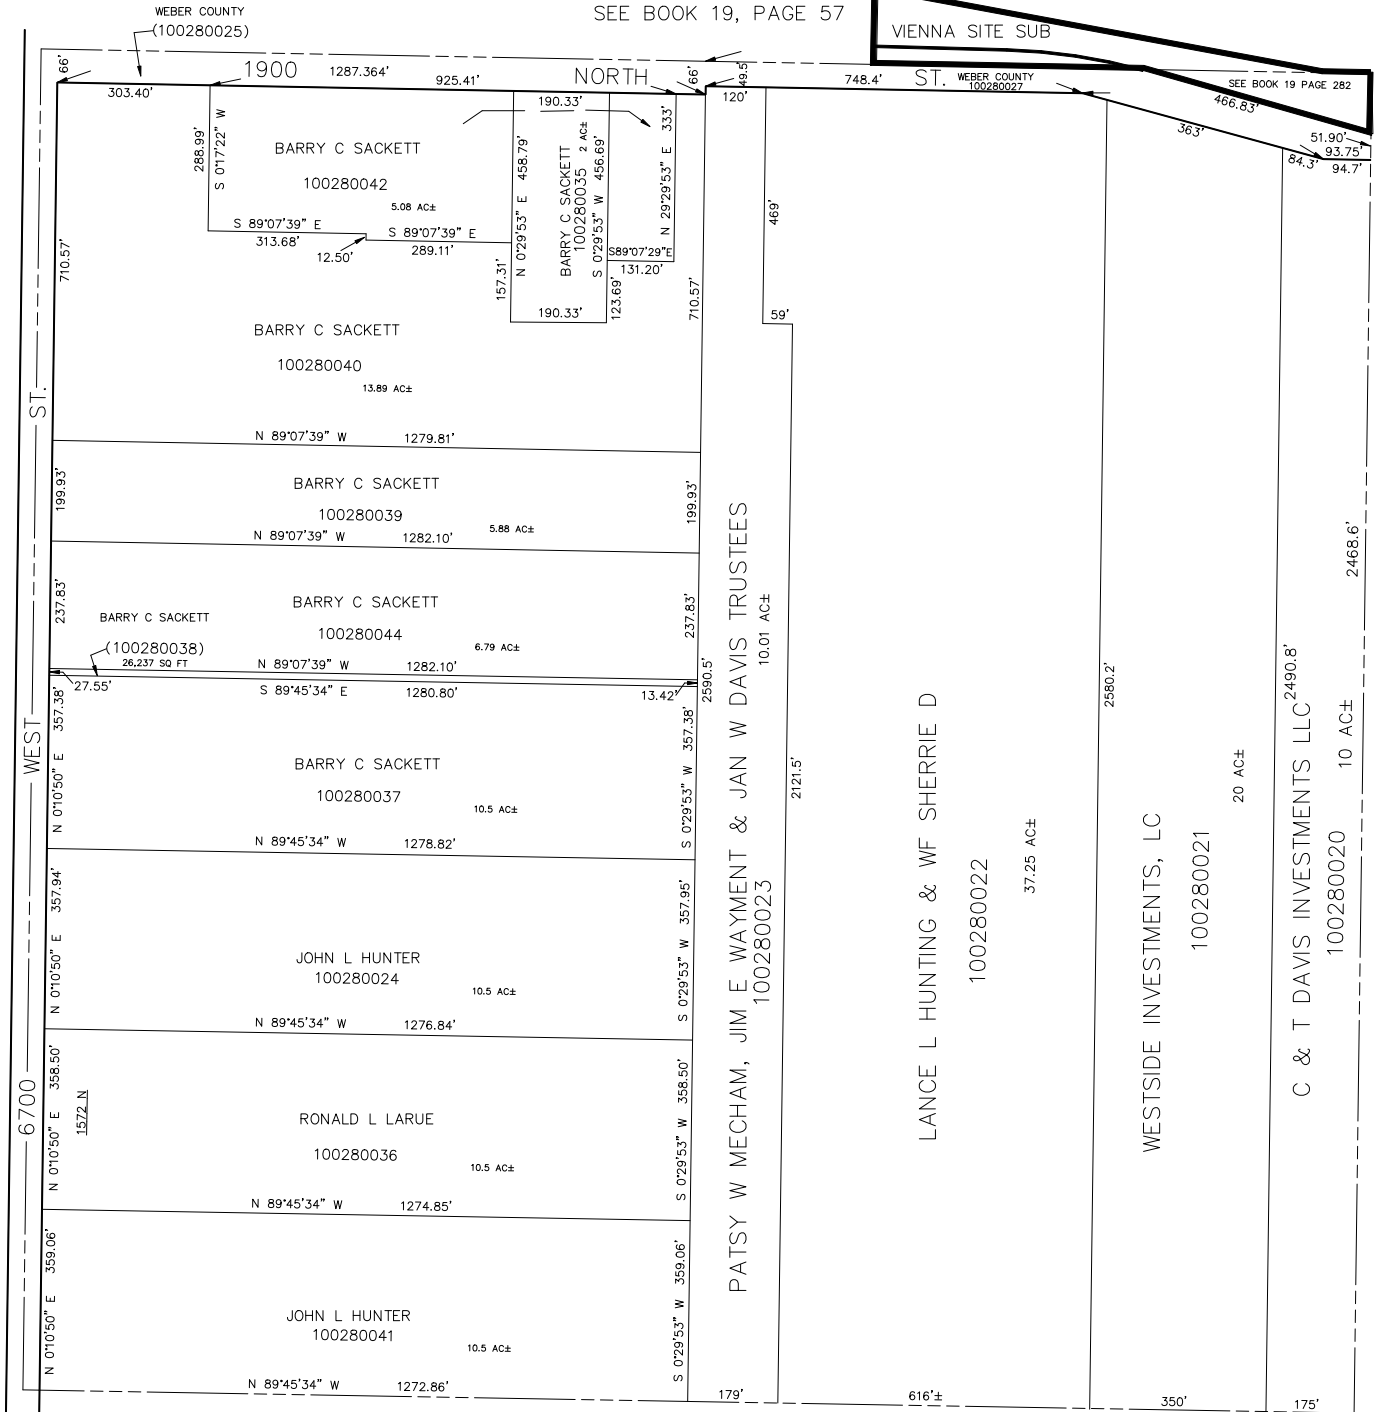 WEBER COUNTY
(100280025)
SEE BOOK 19, PAGE 57
VIENNA SITE SUB
SEE BOOK 19 PAGE 282
66'
1900
1287.364'
NORTH
66'
49.5'
ST.
WEBER COUNTY
100280027
303.40'
925.41'
748.4'
120'
190.33'
466.83'
363'
51.90'
93.75'
94.7'
84.3'
288.99'
S 0°17'22" W
BARRY C SACKETT
100280042
5.08 AC±
S 89°07'39" E
313.68'
12.50'
S 89°07'39" E
289.11'
N 0°29'53" E 458.79'
157.31'
BARRY C SACKETT
100280035
2 AC±
S 0°29'53" W 456.69'
123.69'
190.33'
N 29°29'53" E 333'
S89°07'29"E
131.20'
469'
59'
710.57'
710.57'
BARRY C SACKETT
100280040
13.89 AC±
N 89°07'39" W 1279.81'
199.93'
BARRY C SACKETT
100280039
5.88 AC±
199.93'
N 89°07'39" W 1282.10'
237.83'
BARRY C SACKETT
100280044
6.79 AC±
237.83'
BARRY C SACKETT
(100280038)
26,237 SQ FT
N 89°07'39" W 1282.10'
27.55'
S 89°45'34" E 1280.80'
13.42'
2590.5'
N 0°10'50" E 357.38'
BARRY C SACKETT
100280037
10.5 AC±
S 0°29'53" W 357.38'
N 89°45'34" W 1278.82'
N 0°10'50" E 357.94'
JOHN L HUNTER
100280024
10.5 AC±
S 0°29'53" W 357.95'
N 89°45'34" W 1276.84'
N 0°10'50" E 358.50'
1572 N
RONALD L LARUE
100280036
10.5 AC±
S 0°29'53" W 358.50'
N 89°45'34" W 1274.85'
N 0°10'50" E 359.06'
JOHN L HUNTER
100280041
10.5 AC±
S 0°29'53" W 359.06'
N 89°45'34" W 1272.86'
6700 WEST ST.
PATSY W MECHAM, JIM E WAYMENT & JAN W DAVIS TRUSTEES
100280023
10.01 AC±
2121.5'
179'
LANCE L HUNTING & WF SHERRIE D
100280022
37.25 AC±
2580.2'
616'±
WESTSIDE INVESTMENTS, LC
100280021
20 AC±
2490.8'
350'
C & T DAVIS INVESTMENTS LLC
100280020
10 AC±
2468.6'
175'